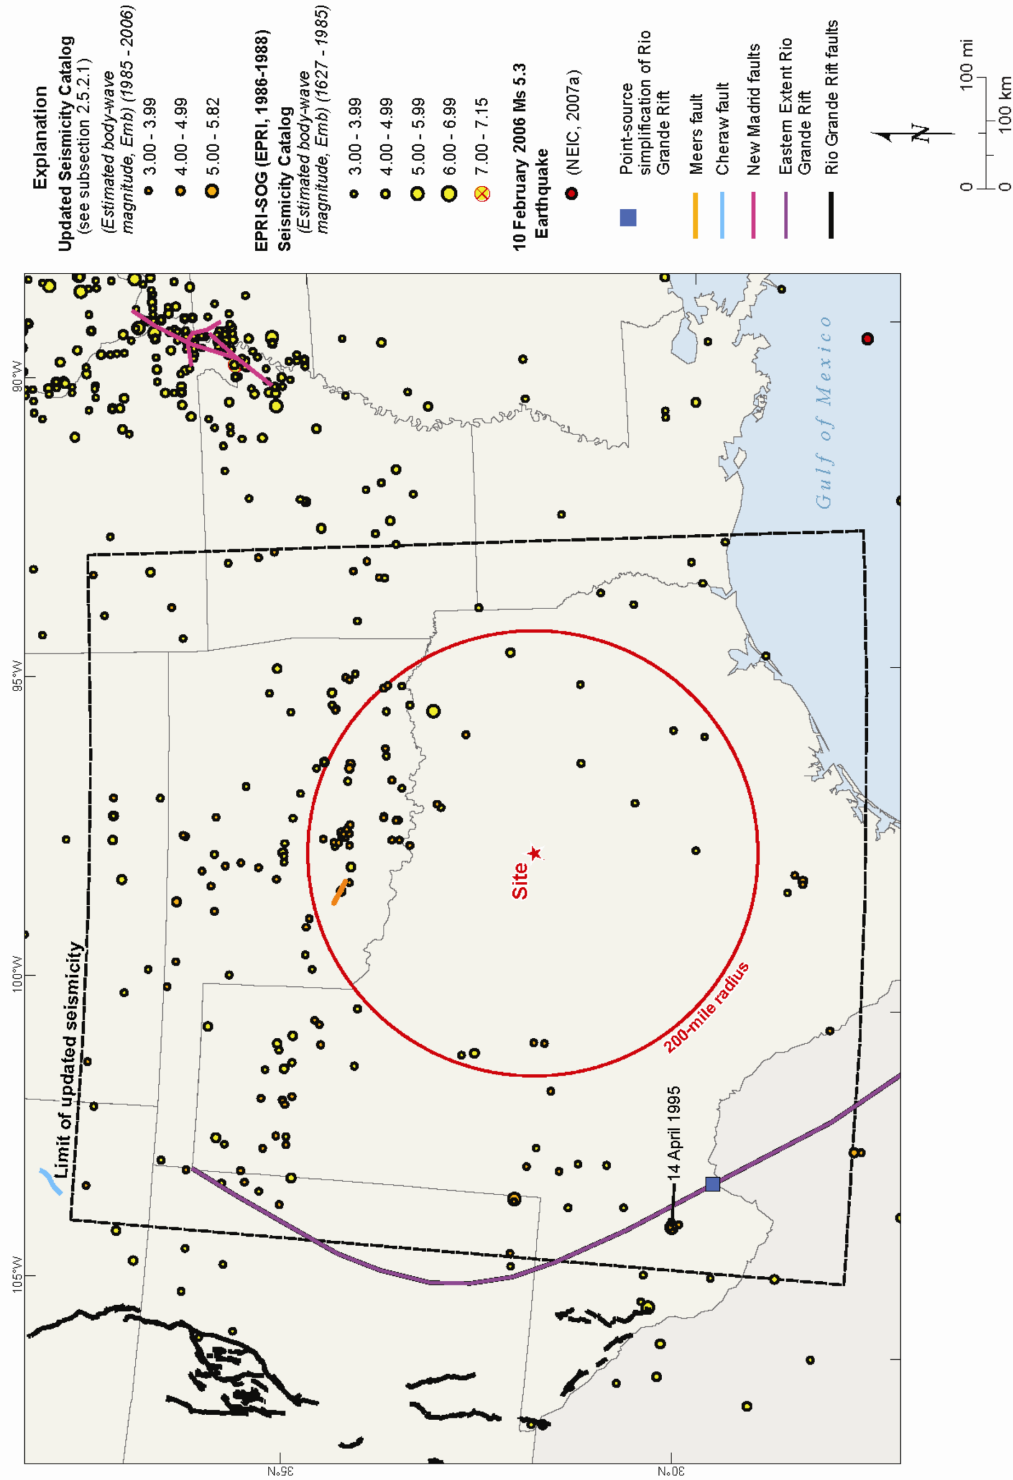 Explanation
Updated Seismicity Catalog
(see subsection 2.5.2.1)
(Estimated body-wave
magnitude, Emb) (1985 - 2006)
3.00 - 3.99
4.00 - 4.99
5.00 - 5.82
EPRI-SOG (EPRI, 1986-1988)
Seismicity Catalog
(Estimated body-wave
magnitude, Emb) (1627 - 1985)
3.00 - 3.99
4.00 - 4.99
5.00 - 5.99
6.00 - 6.99
7.00 - 7.15
10 February 2006 Ms 5.3
Earthquake
(NEIC, 2007a)
Point-source
simplification of Rio
Grande Rift
Meers fault
Cheraw fault
New Madrid faults
Eastern Extent Rio
Grande Rift
Rio Grande Rift faults
N
0 100 mi
0 100 km
105°W
100°W
95°W
90°W
35°N
30°N
Limit of updated seismicity
Site
200-mile radius
14 April 1995
Gulf of Mexico